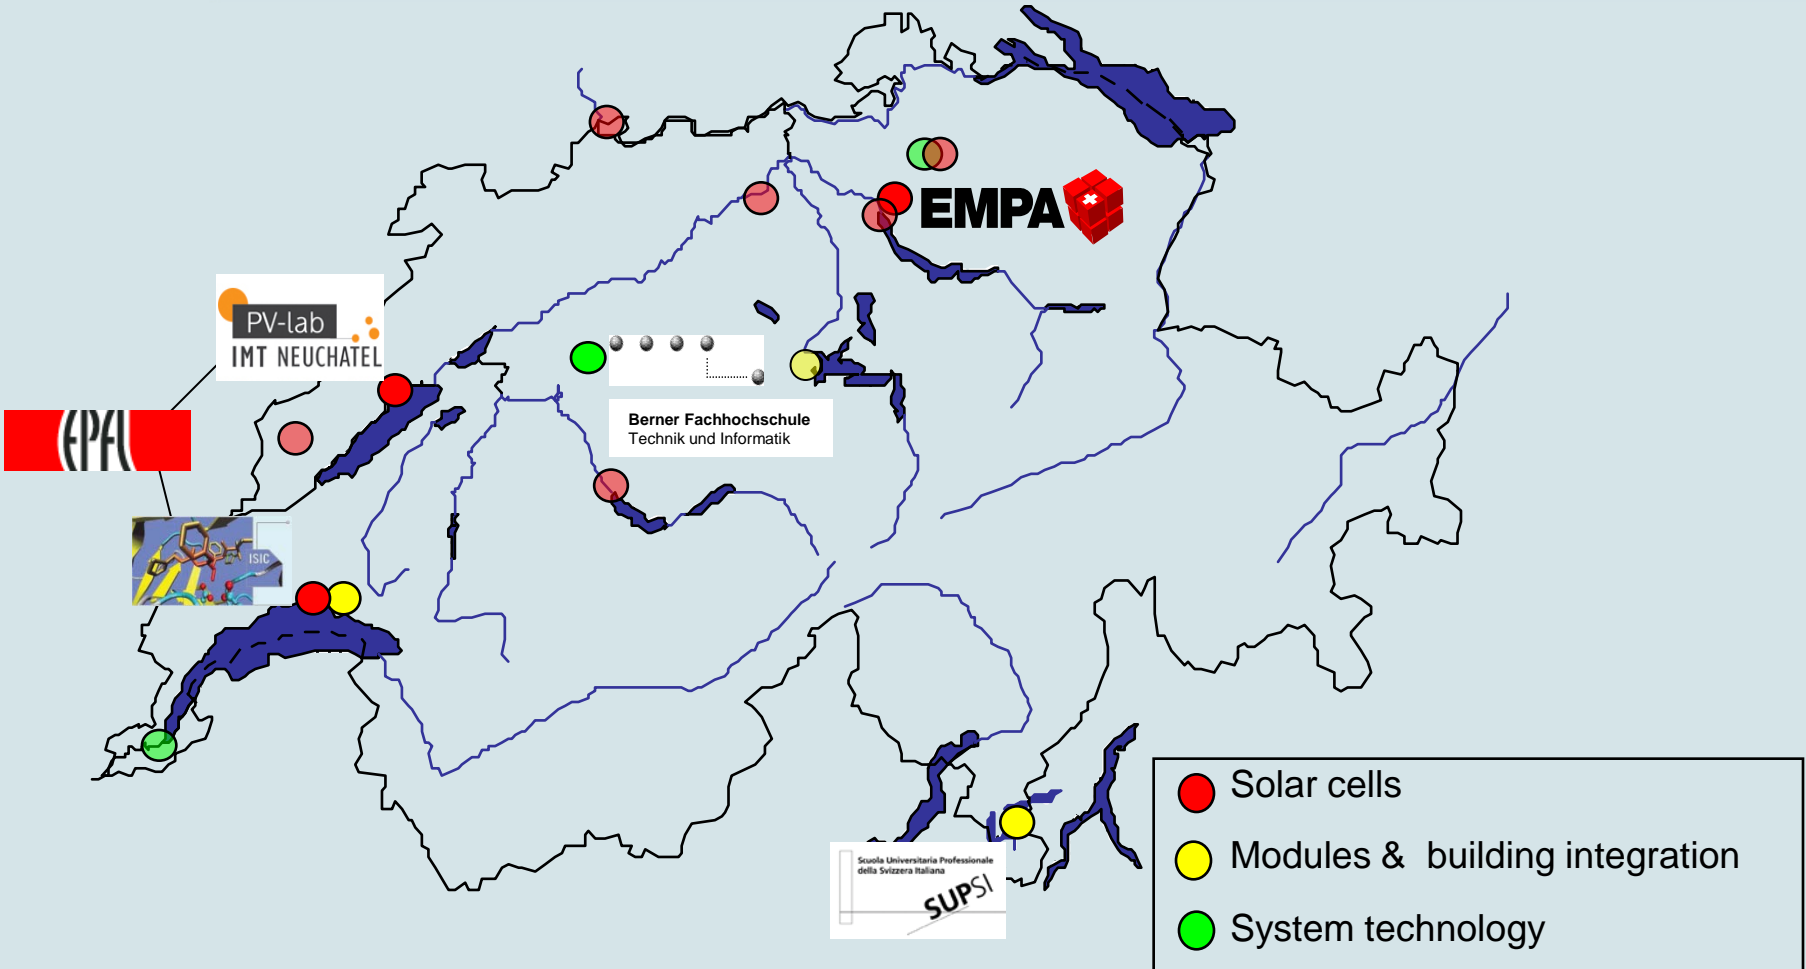 EMPA
PV-lab
IMT NEUCHATEL
EPFL
Berner Fachhochschule
Technik und Informatik
ISIC
Scuola Universitaria Professionale
della Svizzera Italiana
SUPSI
Solar cells
Modules & building integration
System technology